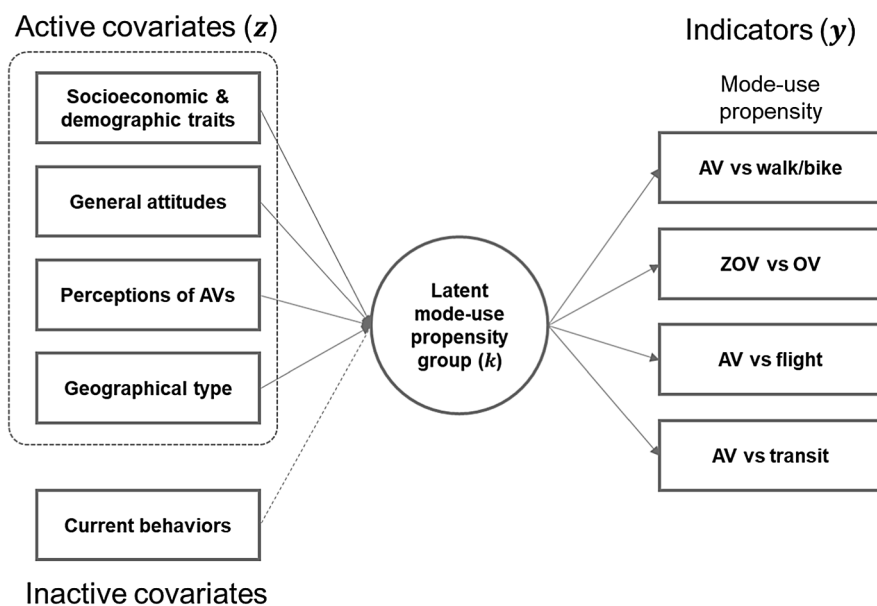 Active covariates (z)
Socioeconomic &
demographic traits
General attitudes
Perceptions of AVs
Geographical type
Current behaviors
Inactive covariates
Latent
mode-use
propensity
group (k)
Indicators (y)
Mode-use
propensity
AV vs walk/bike
ZOV vs OV
AV vs flight
AV vs transit